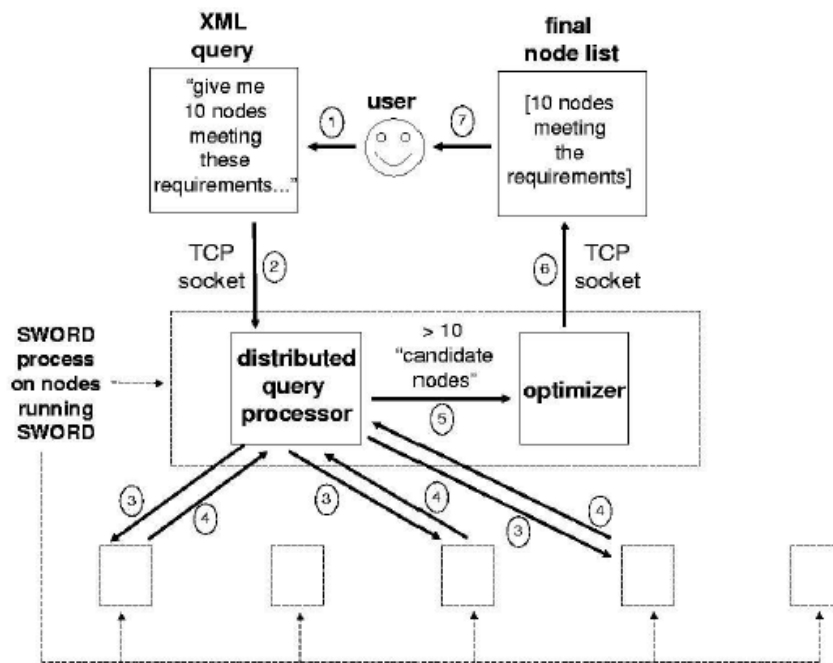 XML
query
“give me
10 nodes
meeting
these
requirements...”
user
1
7
final
node list
[10 nodes
meeting
the
requirements]
TCP
socket
2
6
TCP
socket
SWORD
process
on nodes
running
SWORD
distributed
query
processor
> 10
“candidate
nodes”
5
optimizer
3
4
3
4
3
4